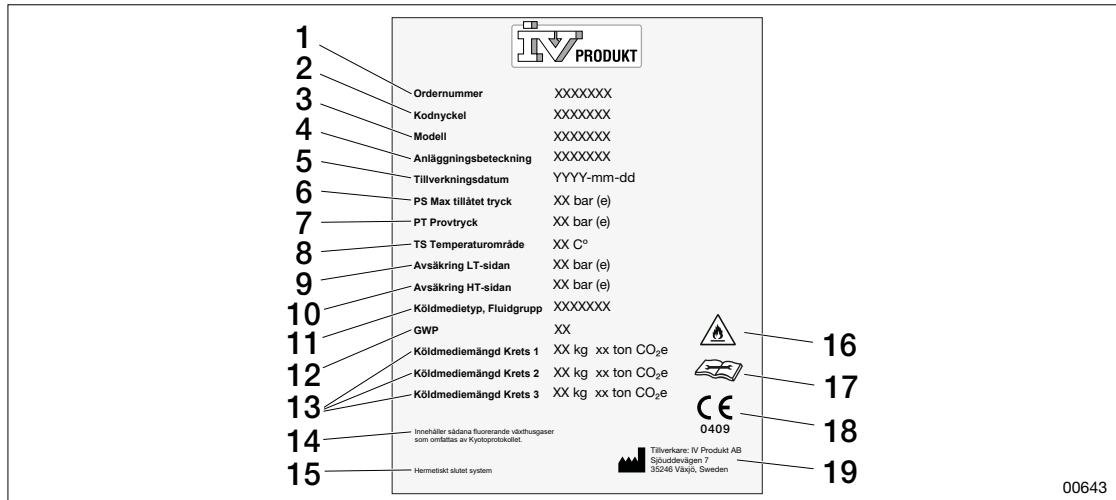 iV PRODUKT
1 Ordernummer XXXXXXX
2 Kodnyckel XXXXXXX
3 Modell XXXXXXX
4 Anläggningsbeteckning XXXXXXX
5 Tillverkningsdatum YYYY-mm-dd
6 PS Max tillåtet tryck XX bar (e)
7 PT Provtryck XX bar (e)
8 TS Temperaturområde XX Cº
9 Avsäkring LT-sidan XX bar (e)
10 Avsäkring HT-sidan XX bar (e)
11 Köldmedietyp, Fluidgrupp XXXXXXX
12 GWP XX
13 Köldmediemängd Krets 1 XX kg xx ton CO₂e
Köldmediemängd Krets 2 XX kg xx ton CO₂e
Köldmediemängd Krets 3 XX kg xx ton CO₂e
14 Innehåller sådana fluorerande växthusgaser
som omfattas av Kyotoprotokollet.
15 Hermetiskt slutet system
16
17
CE 18
0409
Tillverkare: IV Produkt AB 19
Sjöuddevägen 7
35246 Växjö, Sweden
00643